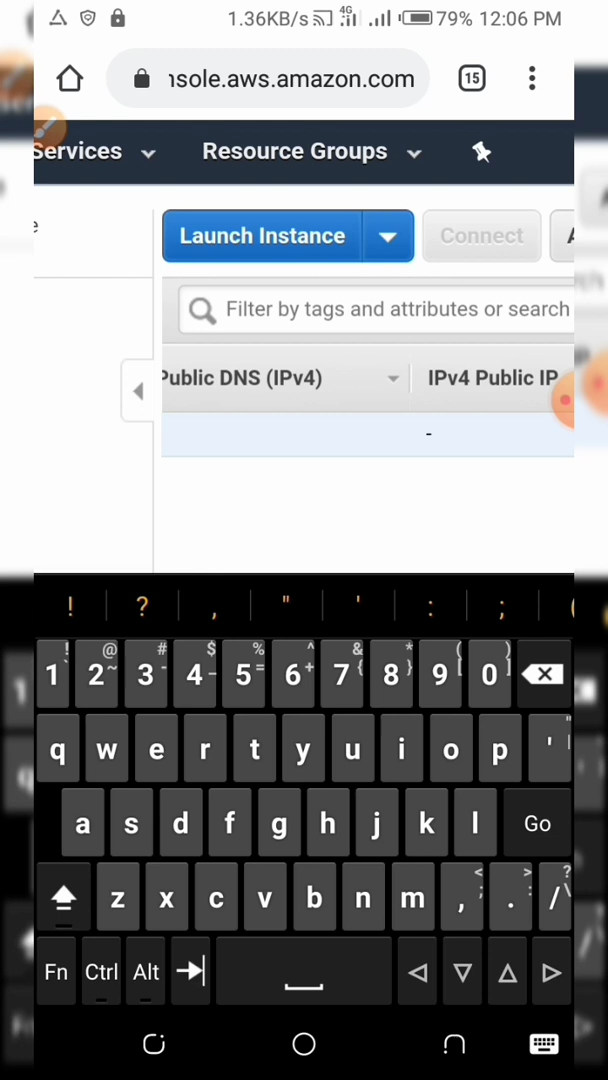 1.36KB/s 4G 79% 12:06 PM
nsole.aws.amazon.com 15
Services Resource Groups
Launch Instance Connect
Filter by tags and attributes or search
Public DNS (IPv4) IPv4 Public IP
-
! ? , " ' : ; (
1 ! ` 2 @ ~ 3 # - 4 $ _ 5 % = 6 ^ + 7 & { 8 * } 9 ( [ 0 ) ]
q w e r t y u i o p ' " |
a s d f g h j k l Go
z x c v b n m , < ; . > : / ? \
Fn Ctrl Alt